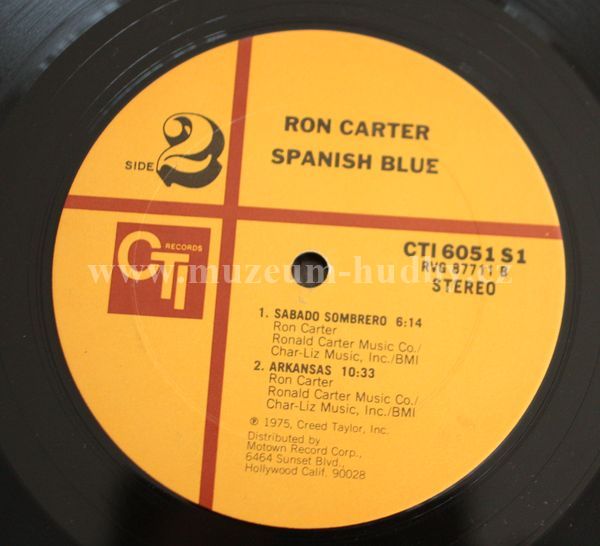 RON CARTER
SPANISH BLUE
SIDE 2
CTI RECORDS
CTI 6051 S1
RVG 87711 B
STEREO
www.muzeum-hudby.cz
1. SABADO SOMBRERO 6:14
Ron Carter
Ronald Carter Music Co./
Char-Liz Music, Inc./BMI
2. ARKANSAS 10:33
Ron Carter
Ronald Carter Music Co./
Char-Liz Music, Inc./BMI
℗ 1975, Creed Taylor, Inc.
Distributed by
Motown Record Corp.,
6464 Sunset Blvd.,
Hollywood Calif. 90028